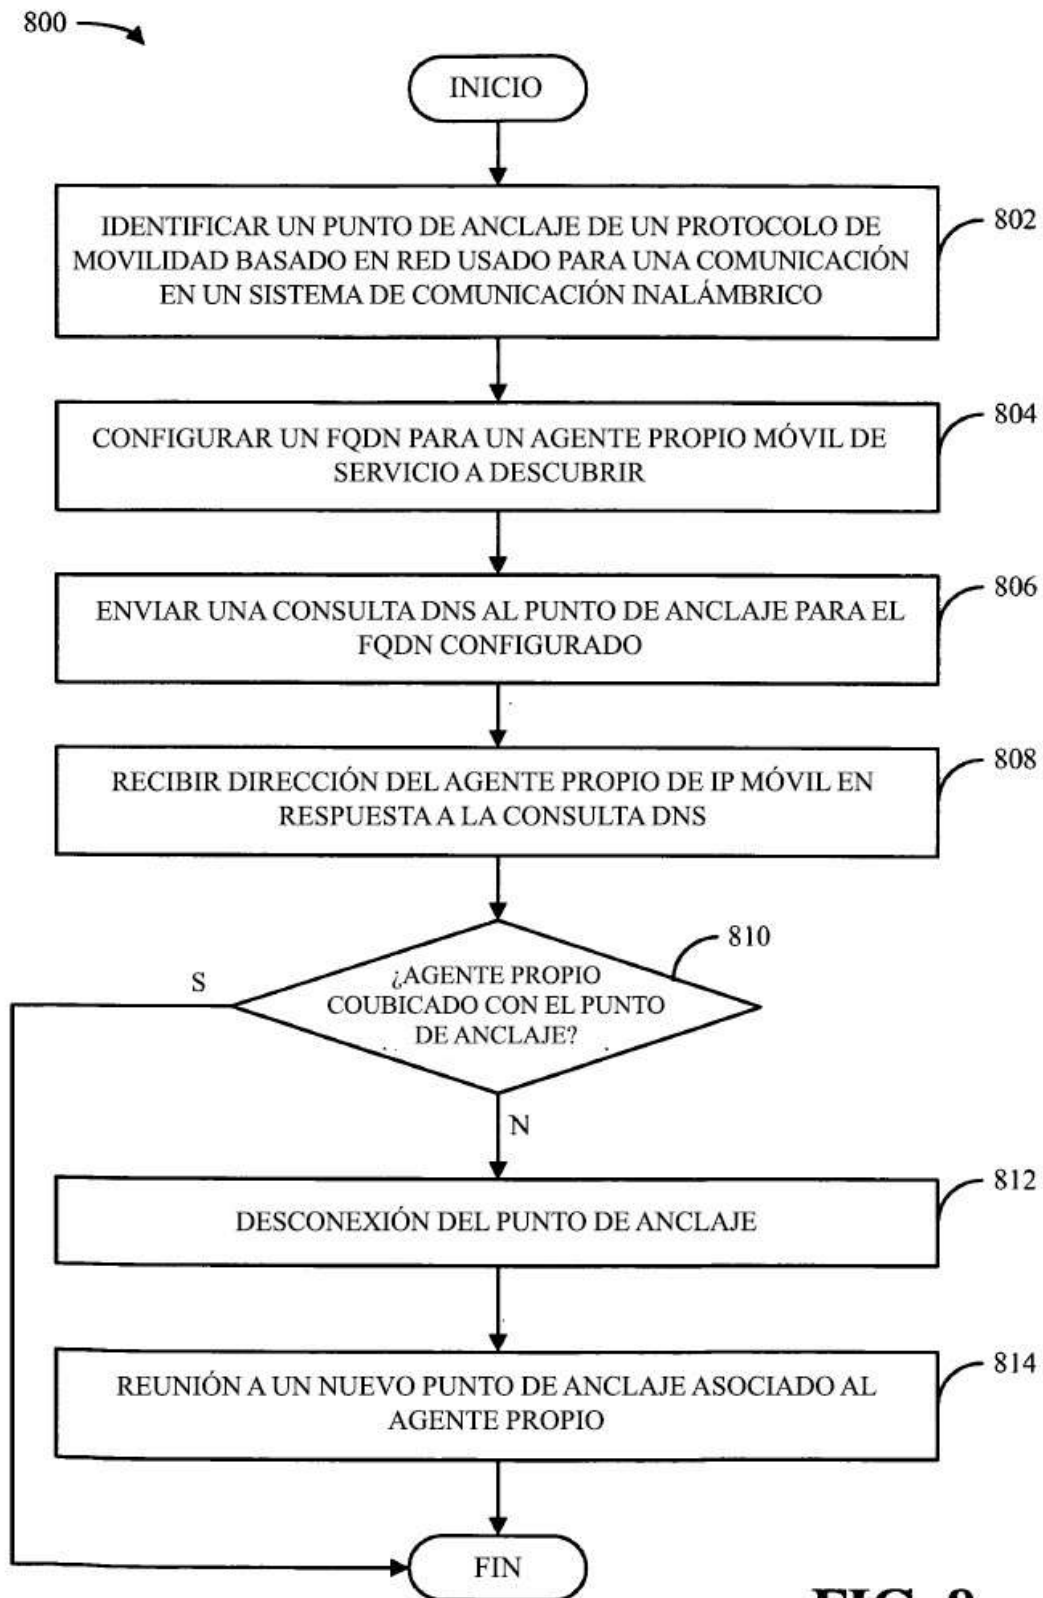 800
INICIO
IDENTIFICAR UN PUNTO DE ANCLAJE DE UN PROTOCOLO DE
MOVILIDAD BASADO EN RED USADO PARA UNA COMUNICACIÓN
EN UN SISTEMA DE COMUNICACIÓN INALÁMBRICO
802
CONFIGURAR UN FQDN PARA UN AGENTE PROPIO MÓVIL DE
SERVICIO A DESCUBRIR
804
ENVIAR UNA CONSULTA DNS AL PUNTO DE ANCLAJE PARA EL
FQDN CONFIGURADO
806
RECIBIR DIRECCIÓN DEL AGENTE PROPIO DE IP MÓVIL EN
RESPUESTA A LA CONSULTA DNS
808
810
S
¿AGENTE PROPIO
COUBICADO CON EL PUNTO
DE ANCLAJE?
N
DESCONEXIÓN DEL PUNTO DE ANCLAJE
812
REUNIÓN A UN NUEVO PUNTO DE ANCLAJE ASOCIADO AL
AGENTE PROPIO
814
FIN
FIG. 8